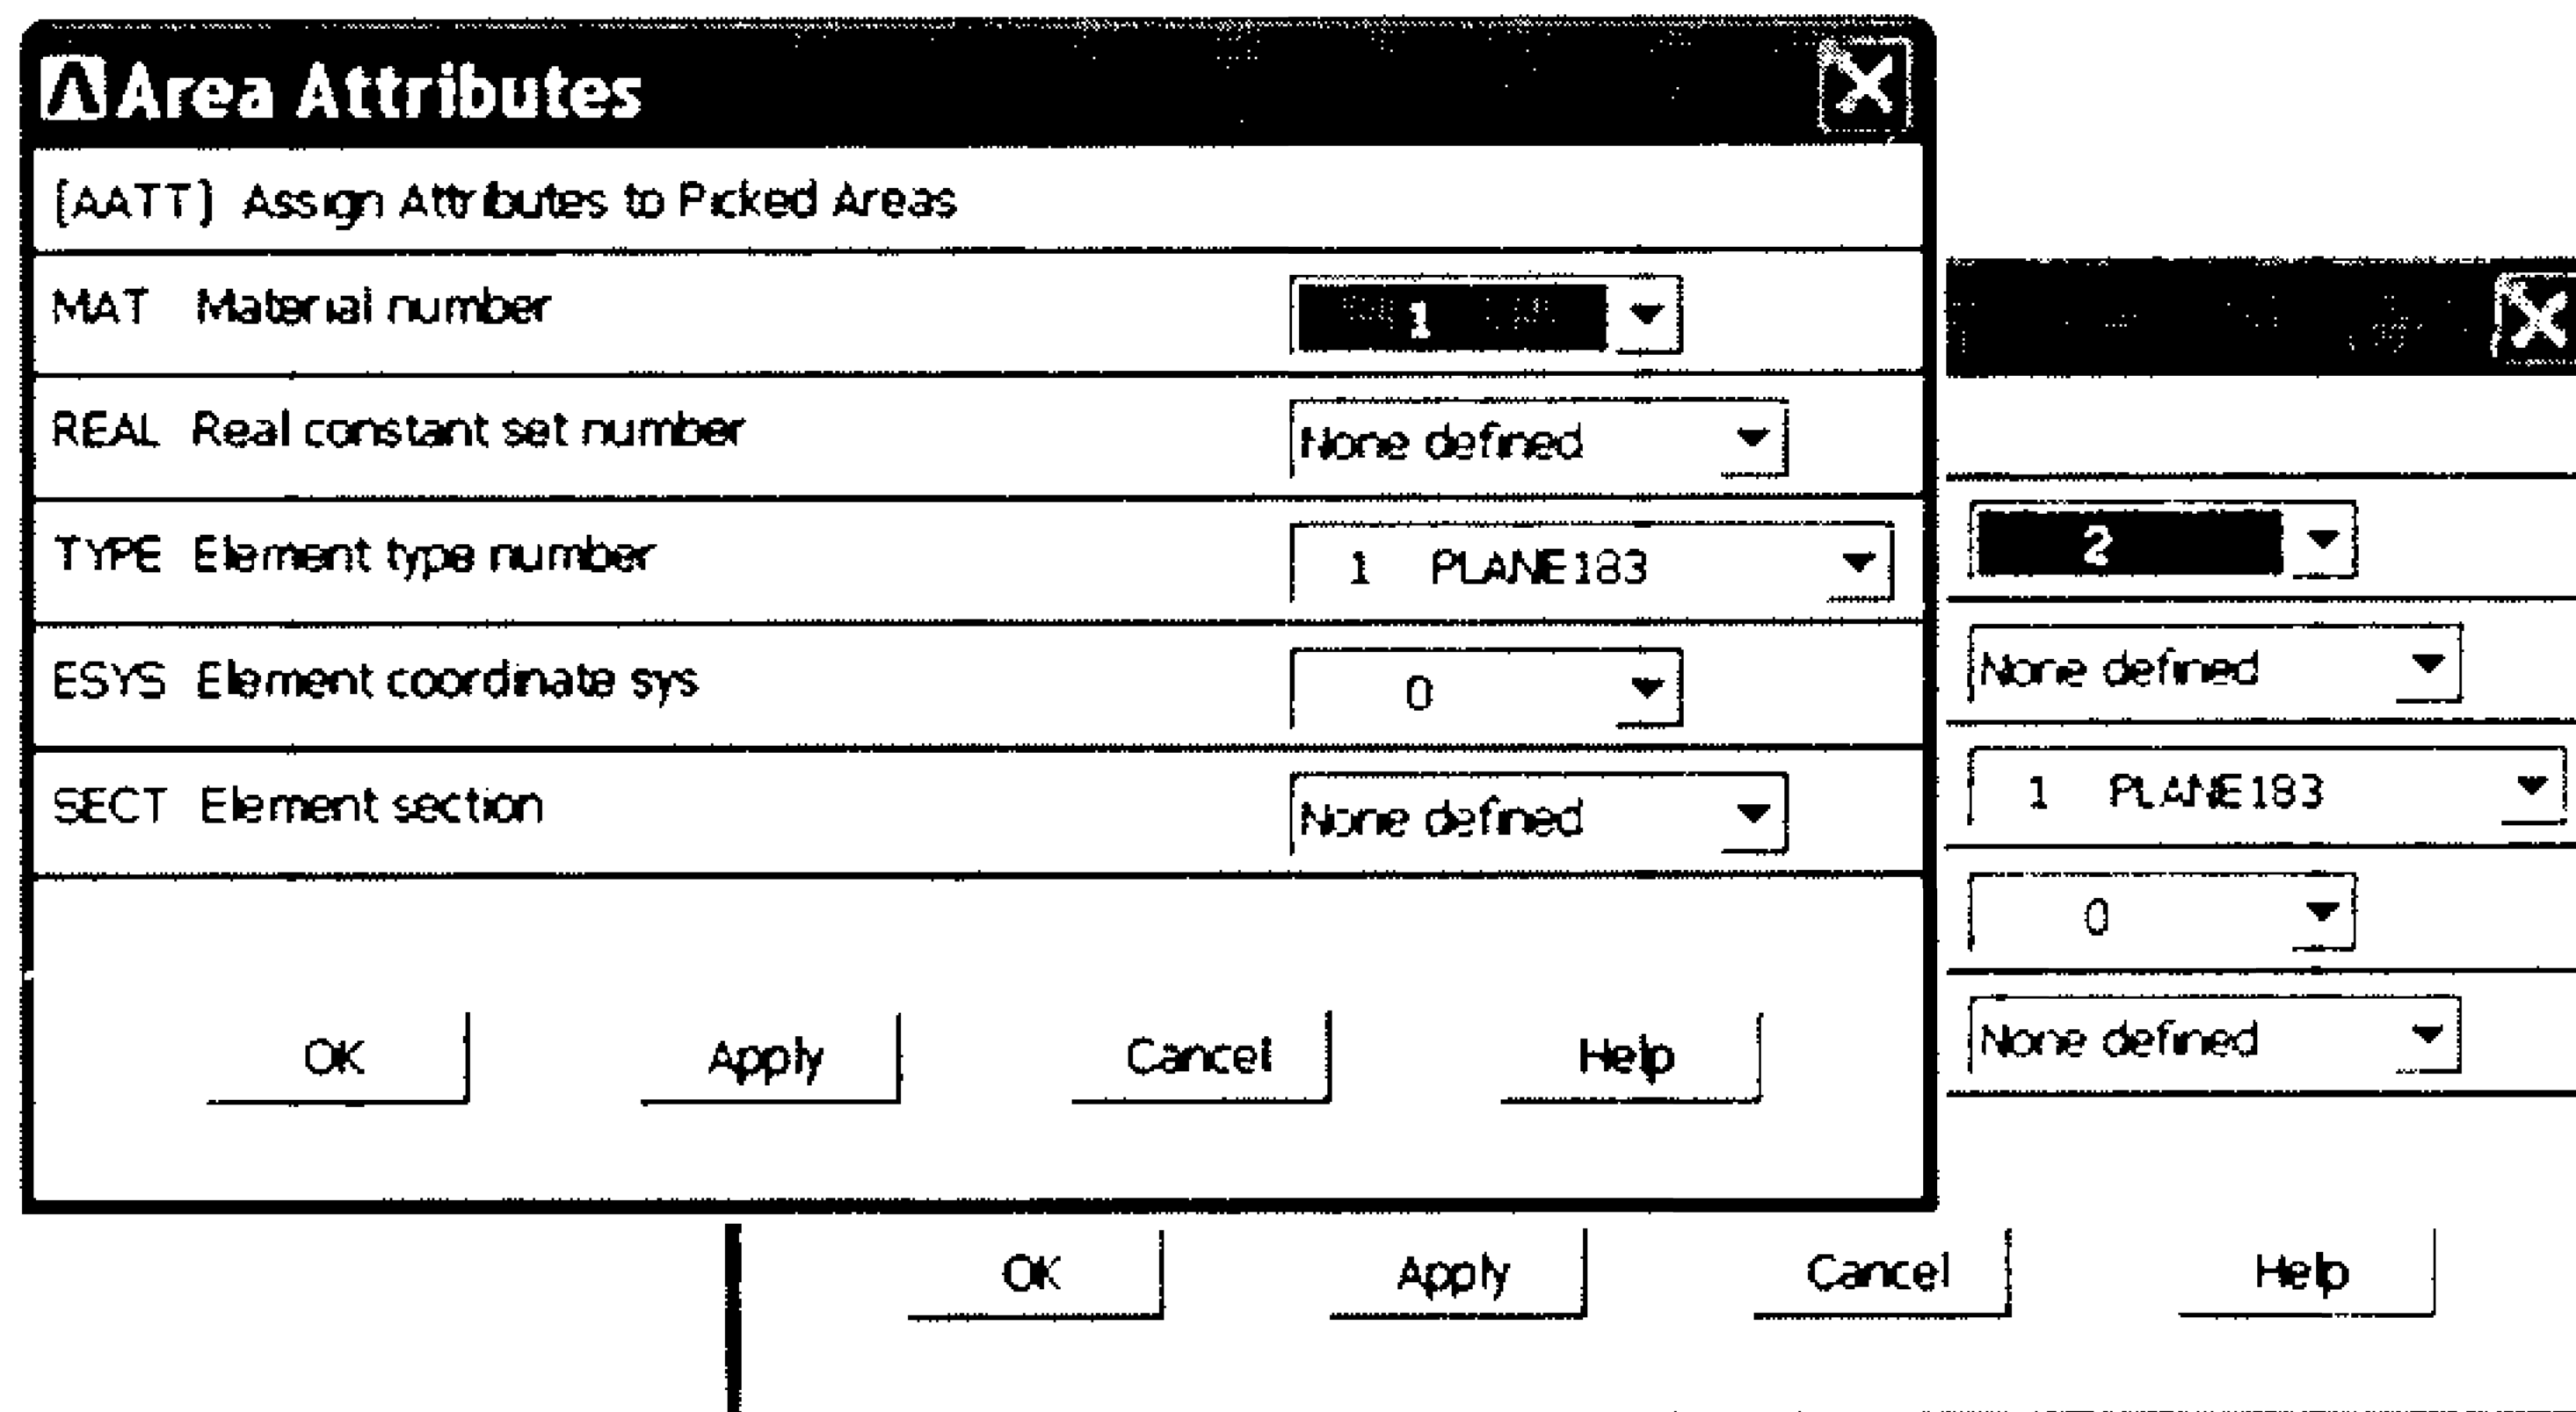 Area Attributes
[AATT] Assign Attributes to Picked Areas
MAT Material number 1
REAL Real constant set number None defined
TYPE Element type number 1 PLANE183
ESYS Element coordinate sys 0
SECT Element section None defined
OK Apply Cancel Help
2
None defined
1 PLANE183
0
None defined
OK Apply Cancel Help